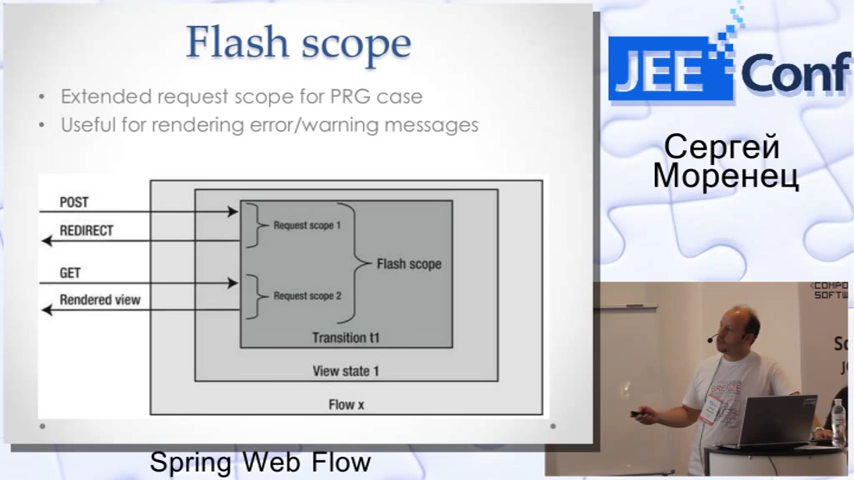 Flash scope
• Extended request scope for PRG case
• Useful for rendering error/warning messages
POST
REDIRECT
GET
Rendered view
Request scope 1
Flash scope
Request scope 2
Transition t1
View state 1
Flow x
Spring Web Flow
JEE Conf
Сергей
Моренец